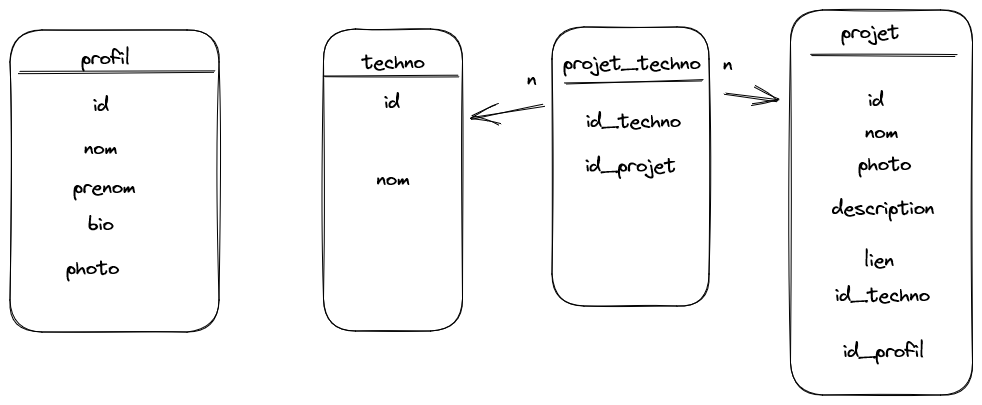 profil
id
nom
prenom
bio
photo
techno
id
nom
n
projet_techno
id_techno
id_projet
n
projet
id
nom
photo
description
lien
id_techno
id_profil